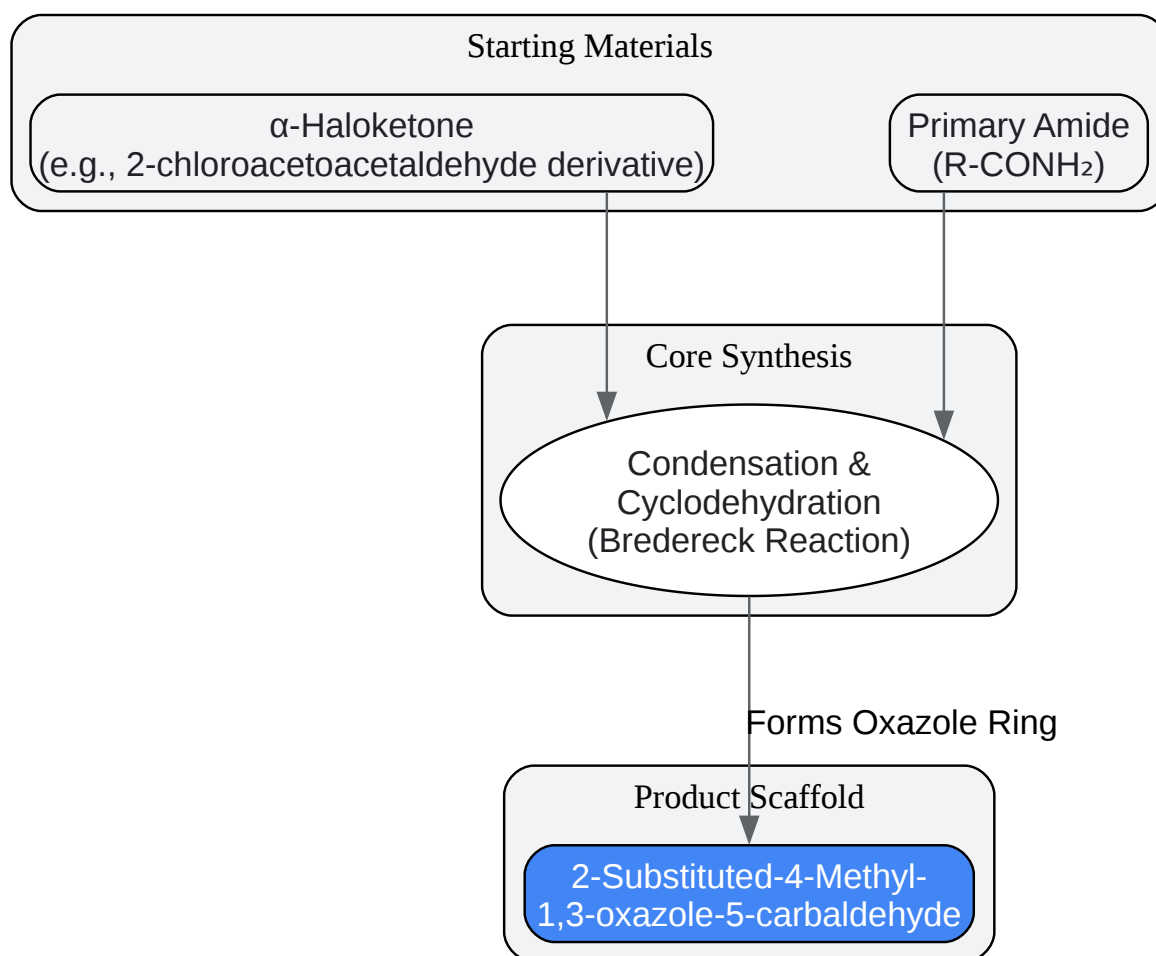 Starting Materials
α-Haloketone
(e.g., 2-chloroacetoacetaldehyde derivative)
Primary Amide
(R-CONH₂)
Core Synthesis
Condensation &
Cyclodehydration
(Bredereck Reaction)
Forms Oxazole Ring
Product Scaffold
2-Substituted-4-Methyl-
1,3-oxazole-5-carbaldehyde